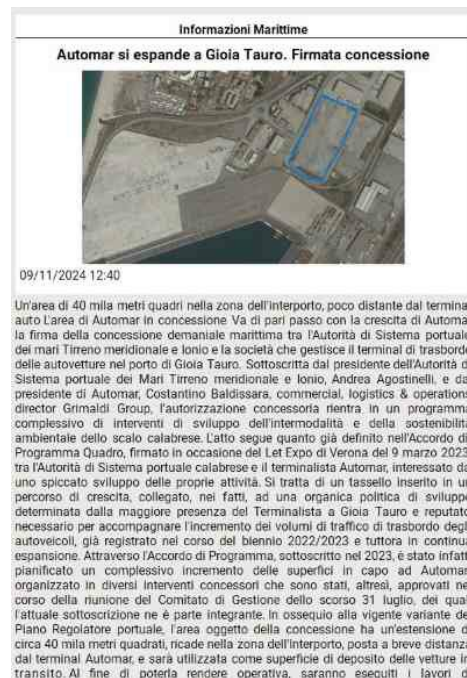 Informazioni Marittime
Automar si espande a Gioia Tauro. Firmata concessione
09/11/2024 12:40
Un'area di 40 mila metri quadri nella zona dell'interporto, poco distante dal termina
auto L'area di Automar in concessione Va di pari passo con la crescita di Automa
la firma della concessione demaniale marittima tra l'Autorità di Sistema portuale
dei mari Tirreno meridionale e Ionio e la società che gestisce il terminal di trasbordo
delle autovetture nel porto di Gioia Tauro. Sottoscritta dal presidente dell'Autorità d
Sistema portuale dei Mari Tirreno meridionale e Ionio, Andrea Agostinelli, e da
presidente di Automar, Costantino Baldissara, commercial, logistics & operations
director Grimaldi Group, l'autorizzazione concessoria rientra in un programma
complessivo di interventi di sviluppo dell'intermodalità e della sostenibilità
ambientale dello scalo calabrese. L'atto segue quanto già definito nell'Accordo di
Programma Quadro, firmato in occasione del Let Expo di Verona del 9 marzo 2023
tra l'Autorità di Sistema portuale calabrese e il terminalista Automar, interessato da
uno spiccato sviluppo delle proprie attività. Si tratta di un tassello inserito in un
percorso di crescita, collegato, nei fatti, ad una organica politica di sviluppo
determinata dalla maggiore presenza del Terminalista a Gioia Tauro e reputato
necessario per accompagnare l'incremento dei volumi di traffico di trasbordo degl
autoveicoli, già registrato nel corso del biennio 2022/2023 e tuttora in continua
espansione. Attraverso l'Accordo di Programma, sottoscritto nel 2023, è stato infatt
pianificato un complessivo incremento delle superfici in capo ad Automar
organizzato in diversi interventi concessori che sono stati, altresì, approvati ne
corso della riunione del Comitato di Gestione dello scorso 31 luglio, dei qual
l'attuale sottoscrizione ne è parte integrante. In ossequio alla vigente variante de
Piano Regolatore portuale, l'area oggetto della concessione ha un'estensione d
circa 40 mila metri quadrati, ricade nella zona dell'interporto, posta a breve distanza
dal terminal Automar, e sarà utilizzata come superficie di deposito delle vetture in
transito. Al fine di poterla rendere operativa, saranno eseguiti i lavori d